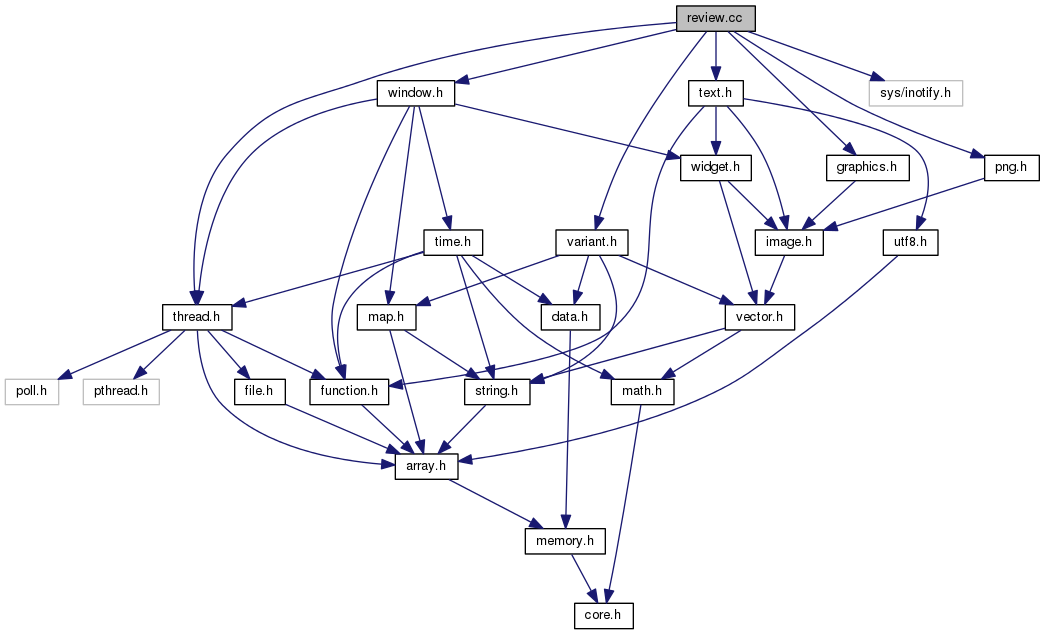 review.cc
window.h
text.h
sys/inotify.h
widget.h
graphics.h
png.h
time.h
variant.h
image.h
utf8.h
thread.h
map.h
data.h
vector.h
poll.h
pthread.h
file.h
function.h
string.h
math.h
array.h
memory.h
core.h